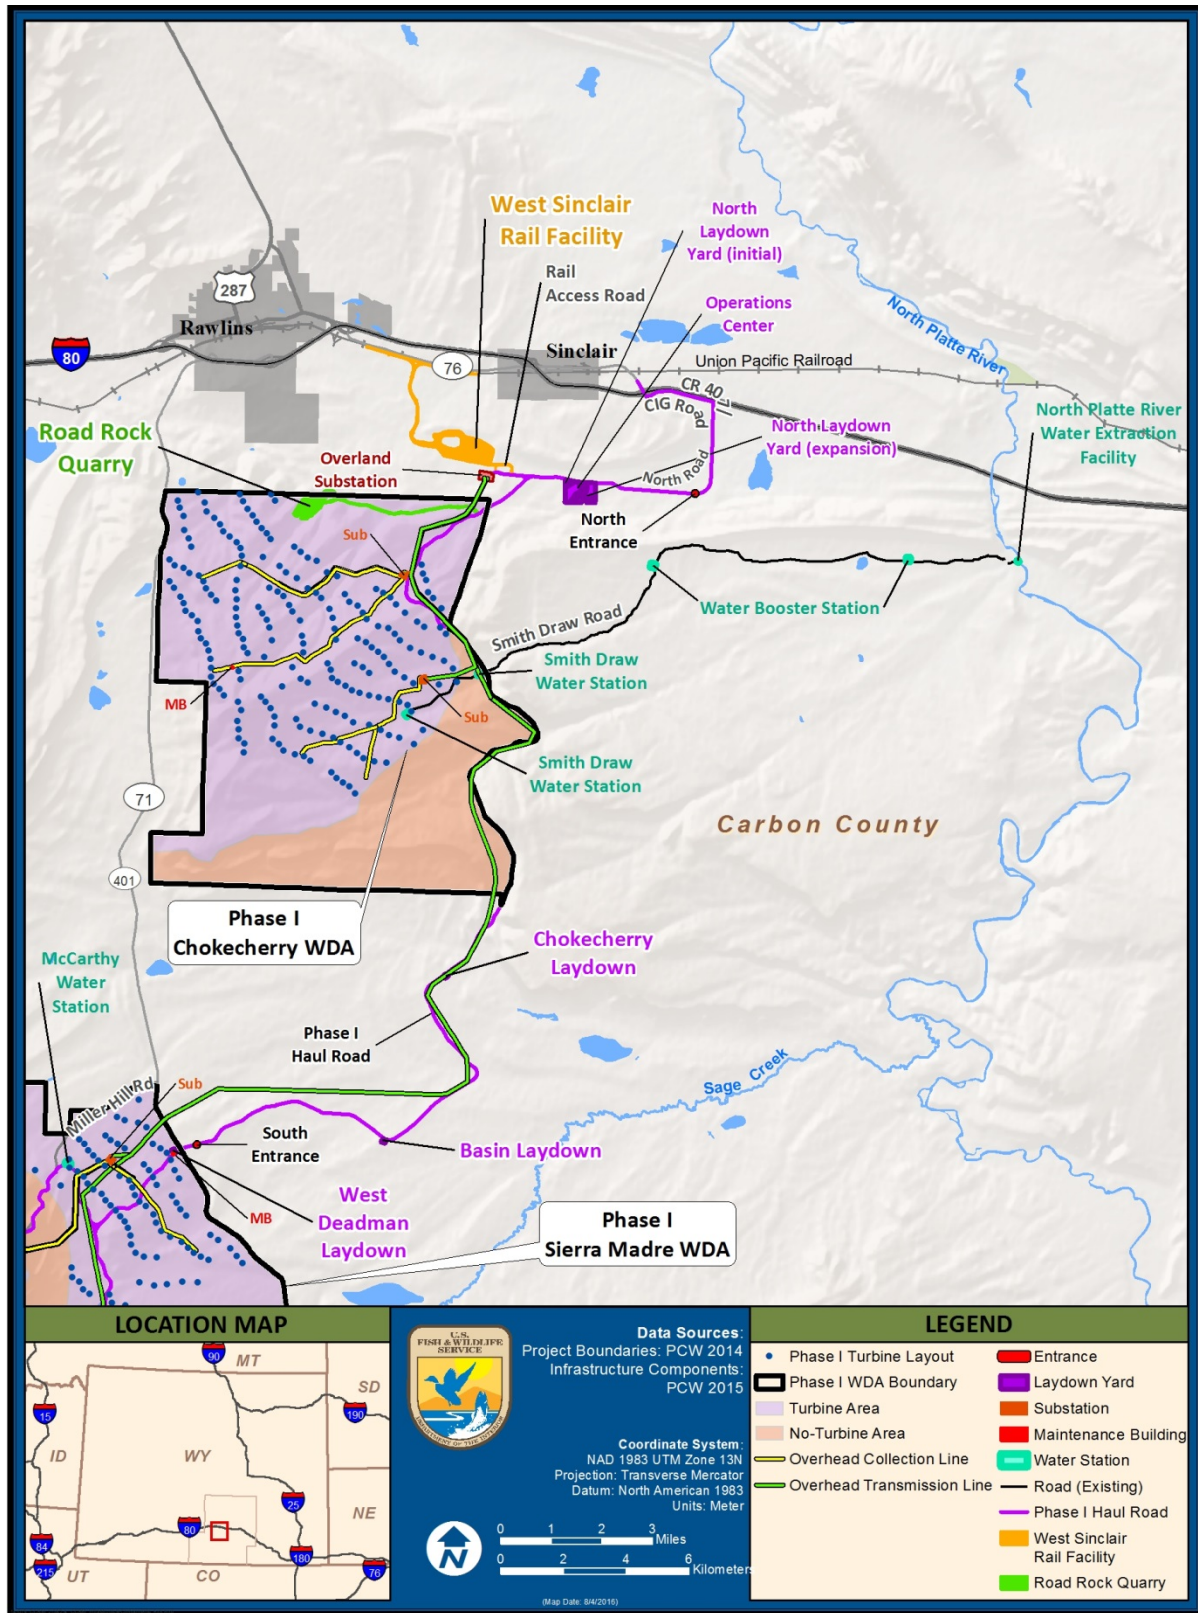 West Sinclair
Rail Facility
North
Laydown
Yard (initial)
Rail
Access Road
Operations
Center
287
Rawlins
80
76
Sinclair
Union Pacific Railroad
North Platte River
CR 407
CIG Road
North Platte River
Water Extraction
Facility
Road Rock
Quarry
Overland
Substation
North Laydown
Yard (expansion)
North Road
North
Entrance
Sub
Water Booster Station
Smith Draw Road
Smith Draw
Water Station
MB
Sub
Smith Draw
Water Station
71
Carbon County
401
Phase I
Chokecherry WDA
McCarthy
Water
Station
Chokecherry
Laydown
Phase I
Haul Road
Sage Creek
Miller Hill Rd
Sub
South
Entrance
Basin Laydown
West
Deadman
Laydown
MB
Phase I
Sierra Madre WDA
LOCATION MAP
90
MT
SD
15
190
ID
WY
25
NE
80
84
180
215
UT
CO
76
U.S.
FISH & WILDLIFE
SERVICE
DEPARTMENT OF THE INTERIOR
Data Sources:
Project Boundaries: PCW 2014
Infrastructure Components:
PCW 2015
Coordinate System:
NAD 1983 UTM Zone 13N
Projection: Transverse Mercator
Datum: North American 1983
Units: Meter
N
0 1 2 3
Miles
0 2 4 6
Kilometers
(Map Date: 8/4/2016)
LEGEND
Phase I Turbine Layout
Phase I WDA Boundary
Turbine Area
No-Turbine Area
Overhead Collection Line
Overhead Transmission Line
Entrance
Laydown Yard
Substation
Maintenance Building
Water Station
Road (Existing)
Phase I Haul Road
West Sinclair
Rail Facility
Road Rock Quarry